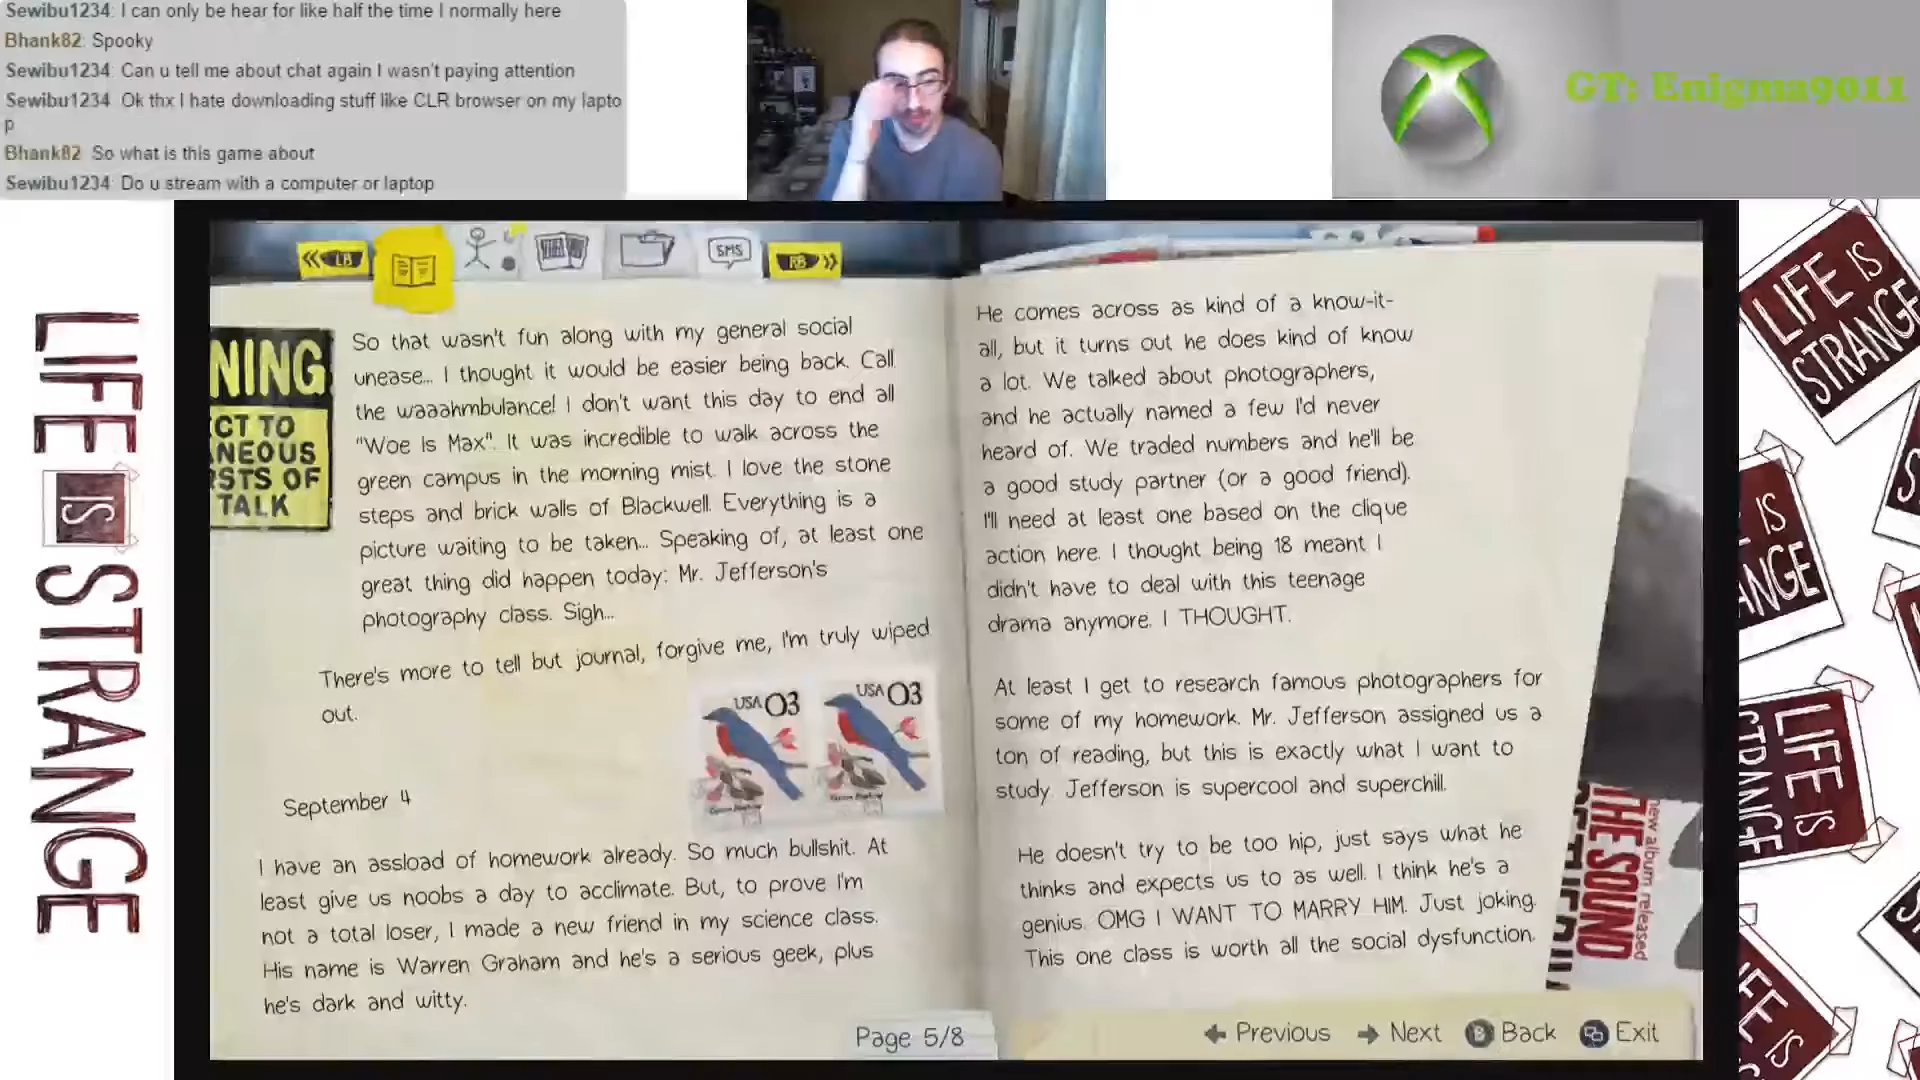 Sewibu1234: I can only be hear for like half the time I normally here
Bhank82: Spooky
Sewibu1234: Can u tell me about chat again I wasn't paying attention
Sewibu1234: Ok thx I hate downloading stuff like CLR browser on my lapto
p
Bhank82: So what is this game about
Sewibu1234: Do u stream with a computer or laptop
GT: Enigma9011
LIFE IS STRANGE
LB
SMS
RB
NING
CT TO
NEOUS
STS OF
TALK
So that wasn't fun along with my general social
unease... I thought it would be easier being back. Call
the waaahmbulance! I don't want this day to end all
"Woe Is Max". It was incredible to walk across the
green campus in the morning mist. I love the stone
steps and brick walls of Blackwell. Everything is a
picture waiting to be taken... Speaking of, at least one
great thing did happen today: Mr. Jefferson's
photography class. Sigh...
There's more to tell but journal, forgive me, I'm truly wiped
out.
USA 03
USA 03
September 4
I have an assload of homework already. So much bullshit. At
least give us noobs a day to acclimate. But, to prove I'm
not a total loser, I made a new friend in my science class.
His name is Warren Graham and he's a serious geek, plus
he's dark and witty.
Page 5/8
He comes across as kind of a know-it-
all, but it turns out he does kind of know
a lot. We talked about photographers,
and he actually named a few I'd never
heard of. We traded numbers and he'll be
a good study partner (or a good friend).
I'll need at least one based on the clique
action here. I thought being 18 meant I
didn't have to deal with this teenage
drama anymore. I THOUGHT.
At least I get to research famous photographers for
some of my homework. Mr. Jefferson assigned us a
ton of reading, but this is exactly what I want to
study. Jefferson is supercool and superchill.
He doesn't try to be too hip, just says what he
thinks and expects us to as well. I think he's a
genius. OMG I WANT TO MARRY HIM. Just joking.
This one class is worth all the social dysfunction.
new album released
THE SOUND
Previous
Next
B Back
Exit
LIFE IS
STRANGE
IS
ANGE
LIFE IS
STRANGE
IFE
IS